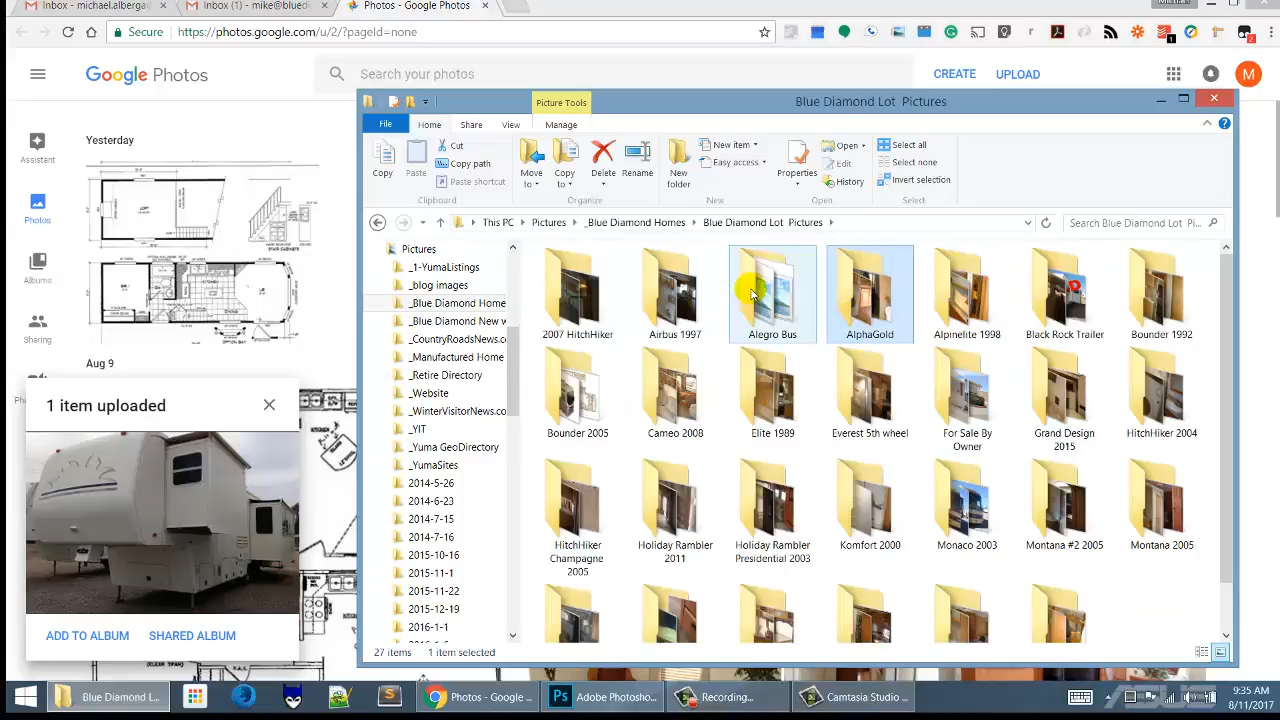 Inbox - michael.alberga
Inbox (1) - mike@blued
Photos - Google Photos
Secure
https://photos.google.com/u/2/?pageId=none
Google Photos
Search your photos
CREATE
UPLOAD
M
Assistant
Photos
Albums
Sharing
Yesterday
LOFT
Aug 9
1 item uploaded
ADD TO ALBUM
SHARED ALBUM
(CLEAR SPAN)
Picture Tools
Blue Diamond Lot Pictures
File
Home
Share
View
Manage
Copy
Paste
Cut
Copy path
Paste shortcut
Clipboard
Move to
Copy to
Delete
Rename
Organize
New folder
New item
Easy access
New
Properties
Open
Edit
History
Open
Select all
Select none
Invert selection
Select
This PC
Pictures
_Blue Diamond Homes
Blue Diamond Lot Pictures
Search Blue Diamond Lot Pi...
Pictures
_1-YumaListings
_blog images
_Blue Diamond Home
_Blue Diamond New w
_CountryRoadsNews.c
_Manufactured Home
_Retire Directory
_Website
_WinterVisitorNews.co
_YIT
_Yuma GeoDirectory
_YumaSites
2014-5-26
2014-6-23
2014-7-15
2014-7-16
2015-10-16
2015-11-1
2015-11-22
2015-12-19
2016-1-1
2007 HitchHiker
Airbus 1997
Alegro Bus
AlphaGold
Alpinelite 1998
Black Rock Trailer
Bounder 1992
Bounder 2005
Cameo 2008
Elite 1989
Everest 5th wheel
For Sale By Owner
Grand Design 2015
HitchHiker 2004
HitchHiker Champagne 2005
Holiday Rambler 2011
Holiday Rambler Presidential 2003
Komfort 2000
Monaco 2003
Montana #2 2005
Montana 2005
27 items
1 item selected
Blue Diamond L...
Photos - Google ...
Adobe Photosho...
Recording...
Camtasia Studio ...
ASUS
9:35 AM
8/11/2017